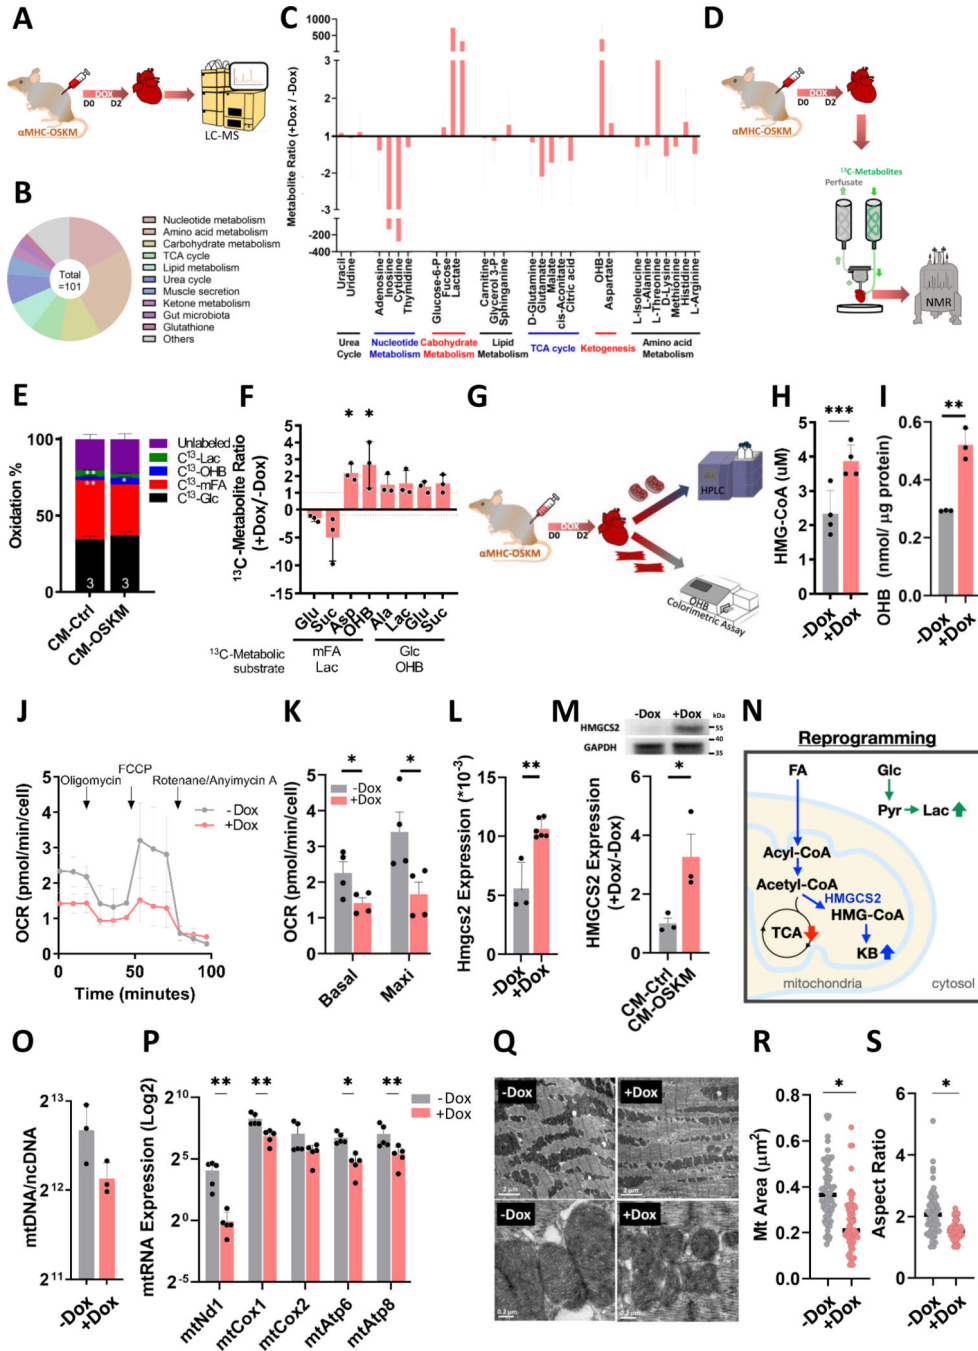 A
αMHC-OSKM
DOX
D0 D2
LC-MS
B
Total
=101
Nucleotide metabolism
Amino acid metabolism
Carbohydrate metabolism
TCA cycle
Lipid metabolism
Urea cycle
Muscle secretion
Ketone metabolism
Gut microbiota
Glutathione
Others
C
Metabolite Ratio (+Dox / -Dox)
1000
500
3
2
1
-2
-3
-200
-400
Uracil
Uridine
Adenosine
Inosine
Cytidine
Thymidine
Glucose-6-P
Fucose
Lactate
Carnitine
Glycerol 3-P
Sphinganine
D-Glutamine
Glutamate
Malate
cis-Aconitate
Citric acid
OHB
Aspartate
L-Isoleucine
L-Alanine
L-Threonine
D-Lysine
Methionine
Histidine
L-Arginine
Urea Cycle
Nucleotide Metabolism
Cabohydrate Metabolism
Lipid Metabolism
TCA cycle
Ketogenesis
Amino acid Metabolism
D
αMHC-OSKM
DOX
D0 D2
¹³C-Metabolites
Perfusate
NMR
E
Oxidation %
100
50
0
**
**
*
3
3
CM-Ctrl
CM-OSKM
Unlabeled
C¹³-Lac
C¹³-OHB
C¹³-mFA
C¹³-Glc
F
¹³C-Metabolite Ratio
(+Dox/-Dox)
* *
5
4
3
2
1
0
-5
-10
-15
Glu
Suc
Asp
OHB
Ala
Lac
Glu
Suc
¹³C-Metabolic substrate
mFA
Lac
Glc
OHB
G
αMHC-OSKM
DOX
D0 D2
HPLC
OHB
Colorimetric Assay
H
HMG-CoA (uM)
***
5
4
3
2
1
0
-Dox
+Dox
I
OHB (nmol/ µg protein)
**
0.6
0.3
0.0
-Dox
+Dox
J
OCR (pmol/min/cell)
Oligomycin
FCCP
Rotenane/Anyimycin A
- Dox
+Dox
5
4
3
2
1
0
0 50 100
Time (minutes)
K
OCR (pmol/min/cell)
* *
- Dox
+Dox
5
4
3
2
1
0
Basal
Maxi
L
Hmgcs2 Expression (*10⁻³)
**
15
10
5
0
-Dox
+Dox
M
-Dox +Dox
kDa
HMGCS2
55
40
GAPDH
35
HMGCS2 Expression
(+Dox/-Dox)
*
6
4
2
0
CM-Ctrl
CM-OSKM
N
Reprogramming
FA
Glc
Pyr
Lac
Acyl-CoA
Acetyl-CoA
HMGCS2
HMG-CoA
TCA
KB
mitochondria
cytosol
O
mtDNA/ncDNA
2¹³
2¹²
2¹¹
-Dox
+Dox
P
mtRNA Expression (Log2)
** ** * **
- Dox
+Dox
2¹⁰
2⁵
2⁰
2⁻⁵
mtNd1
mtCox1
mtCox2
mtAtp6
mtAtp8
Q
-Dox
+Dox
2 µm
2 µm
-Dox
+Dox
0.2 µm
0.2 µm
R
Mt Area (µm²)
*
0.8
0.6
0.4
0.2
0.0
-Dox
+Dox
S
Aspect Ratio
*
6
4
2
0
-Dox
+Dox